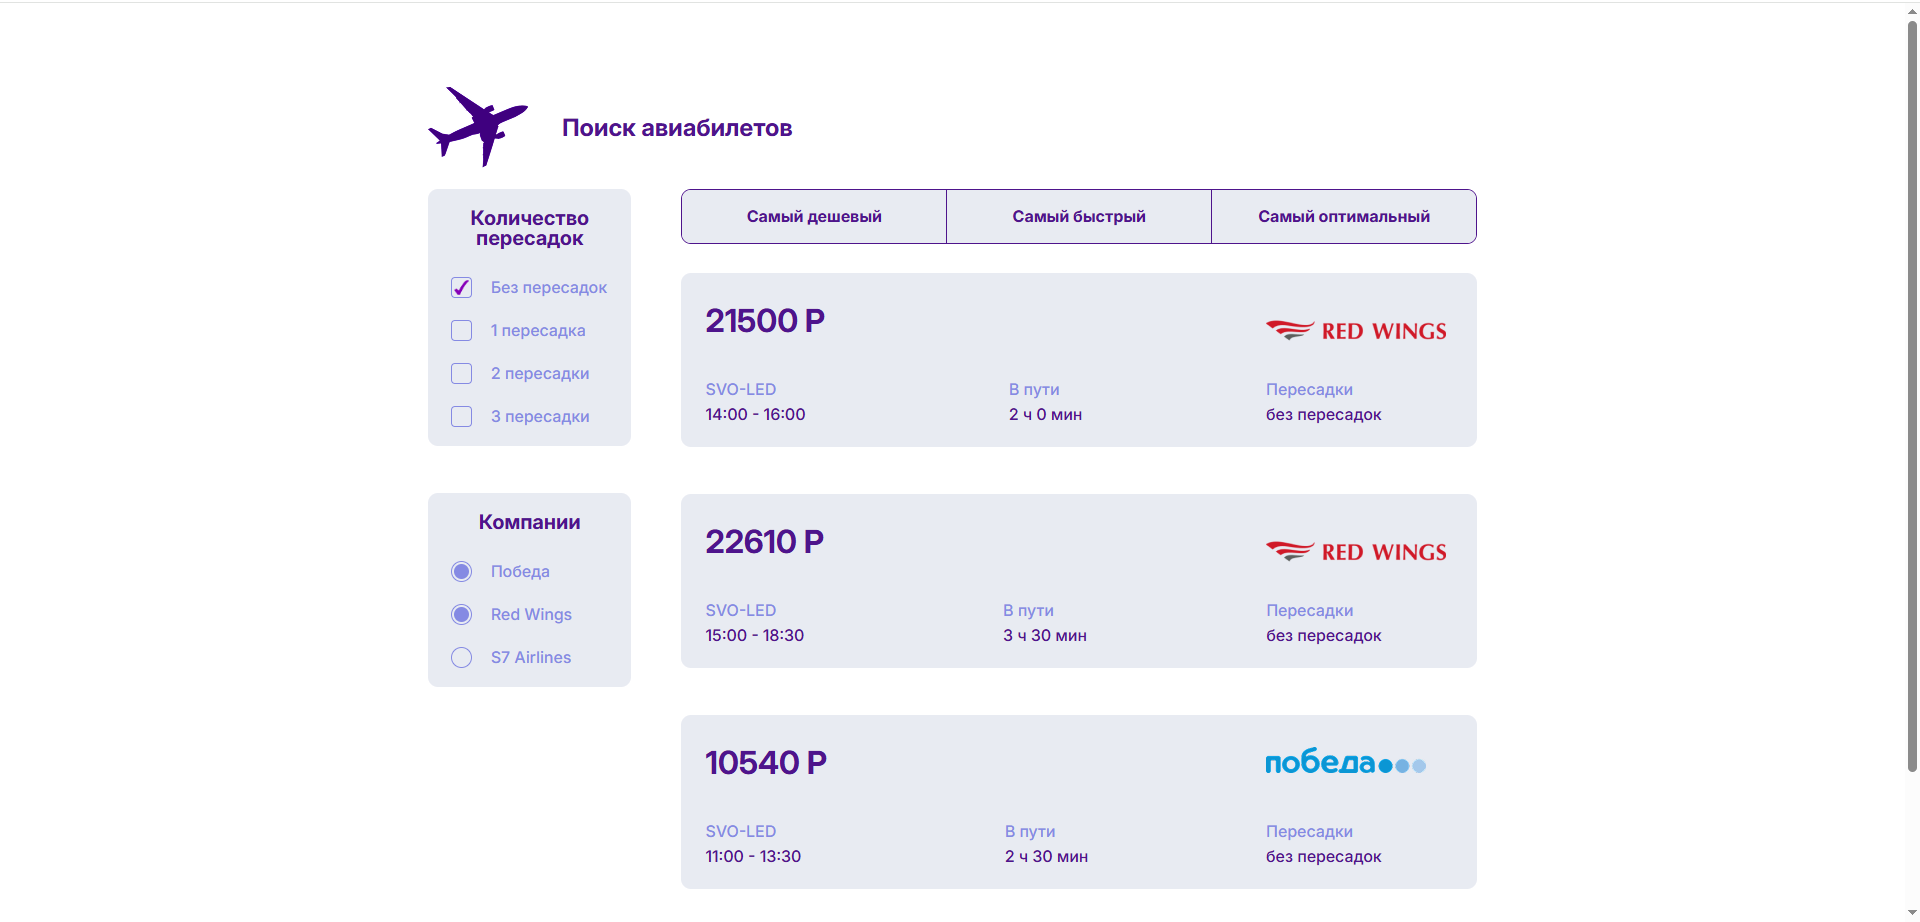 Поиск авиабилетов
Количество
пересадок
Без пересадок
1 пересадка
2 пересадки
3 пересадки
Компании
Победа
Red Wings
S7 Airlines
Самый дешевый
Самый быстрый
Самый оптимальный
21500 Р
RED WINGS
SVO-LED
14:00 - 16:00
В пути
2 ч 0 мин
Пересадки
без пересадок
22610 Р
RED WINGS
SVO-LED
15:00 - 18:30
В пути
3 ч 30 мин
Пересадки
без пересадок
10540 Р
победа
SVO-LED
11:00 - 13:30
В пути
2 ч 30 мин
Пересадки
без пересадок